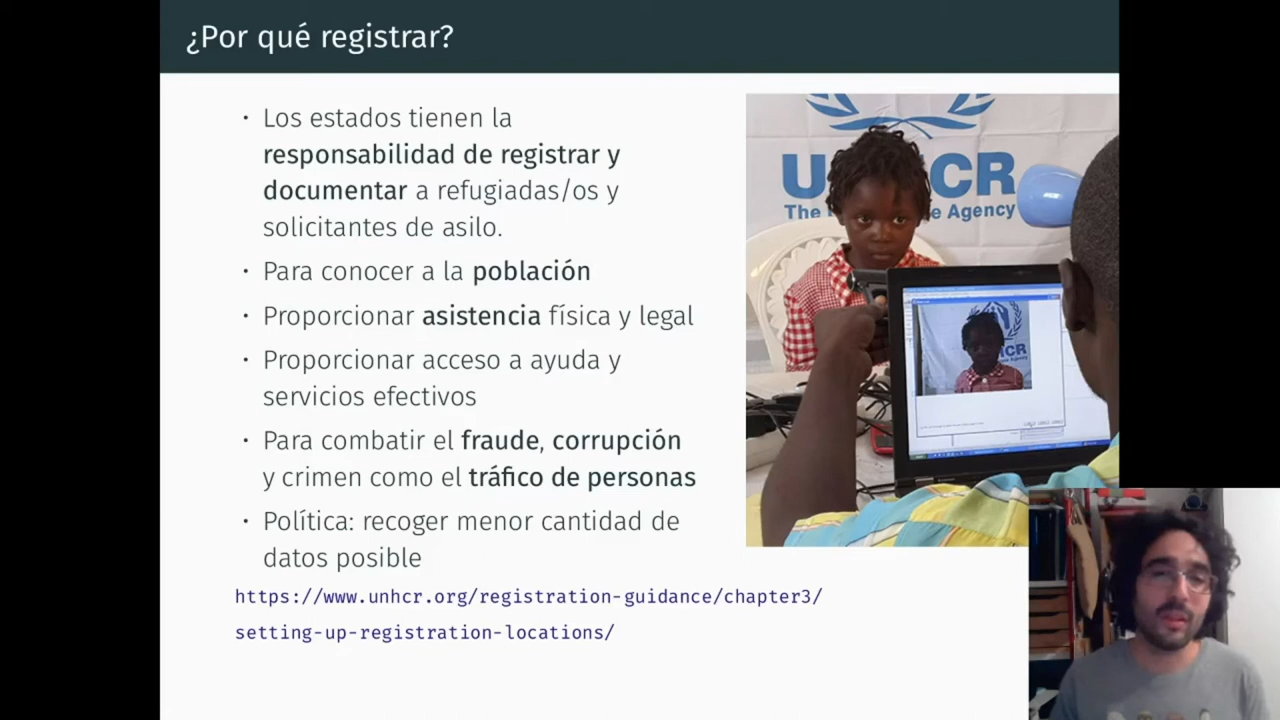 ¿Por qué registrar?
• Los estados tienen la
responsabilidad de registrar y
documentar a refugiadas/os y
solicitantes de asilo.
• Para conocer a la población
• Proporcionar asistencia física y legal
• Proporcionar acceso a ayuda y
servicios efectivos
• Para combatir el fraude, corrupción
y crimen como el tráfico de personas
• Política: recoger menor cantidad de
datos posible
https://www.unhcr.org/registration-guidance/chapter3/
setting-up-registration-locations/
The
Agency